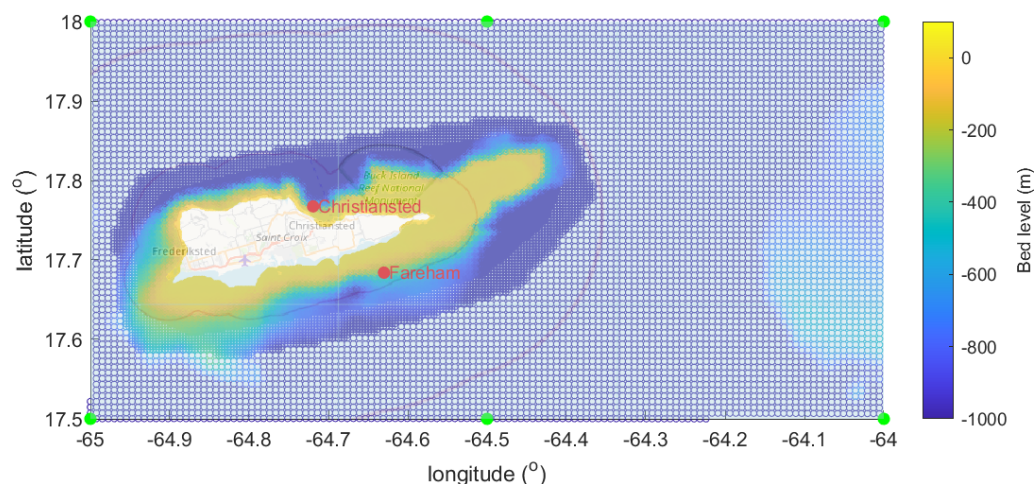 18
17.9
17.8
17.7
17.6
17.5
latitude (o)
-65
-64.9
-64.8
-64.7
-64.6
-64.5
-64.4
-64.3
-64.2
-64.1
-64
longitude (o)
Buck Island
Reef National
Monument
Christiansted
Christiansted
Saint Croix
Frederiksted
Fareham
0
-200
-400
-600
-800
-1000
Bed level (m)